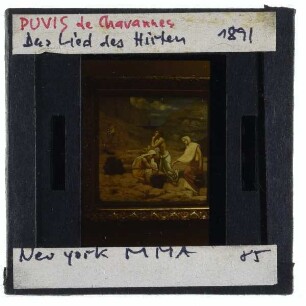 PUVIS de Chavannes
Das Lied des Hirten 1891
New York MMA 85